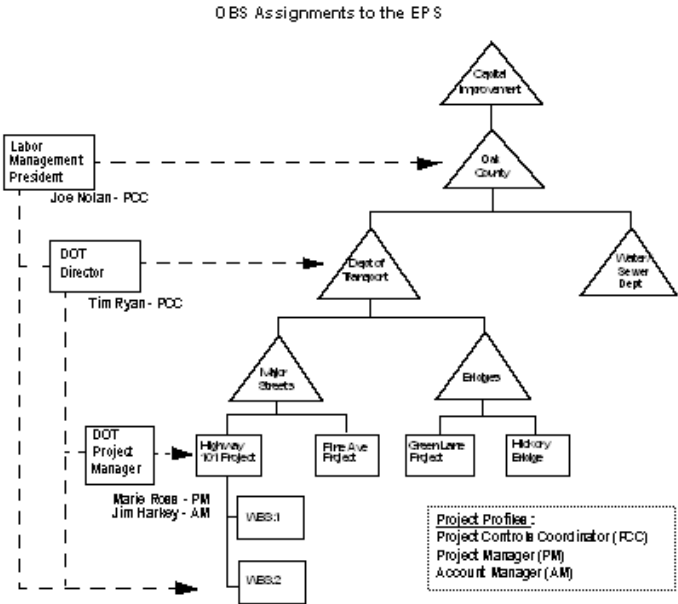 OBS Assignments to the EPS
Capital
Improvement
Labor
Management
President
Oak
County
Joe Nolan - PCC
DOT
Director
Dept of
Transport
Water/
Sewer
Dept
Tim Ryan - PCC
Major
Streets
Bridges
DOT
Project
Manager
Highway
101 Project
Pine Ave
Project
Green Lane
Project
Hickory
Bridge
Marie Ross - PM
Jim Harkey - AM
WBS:1
WBS:2
Project Profiles :
Project Controls Coordinator (PCC)
Project Manager (PM)
Account Manager (AM)